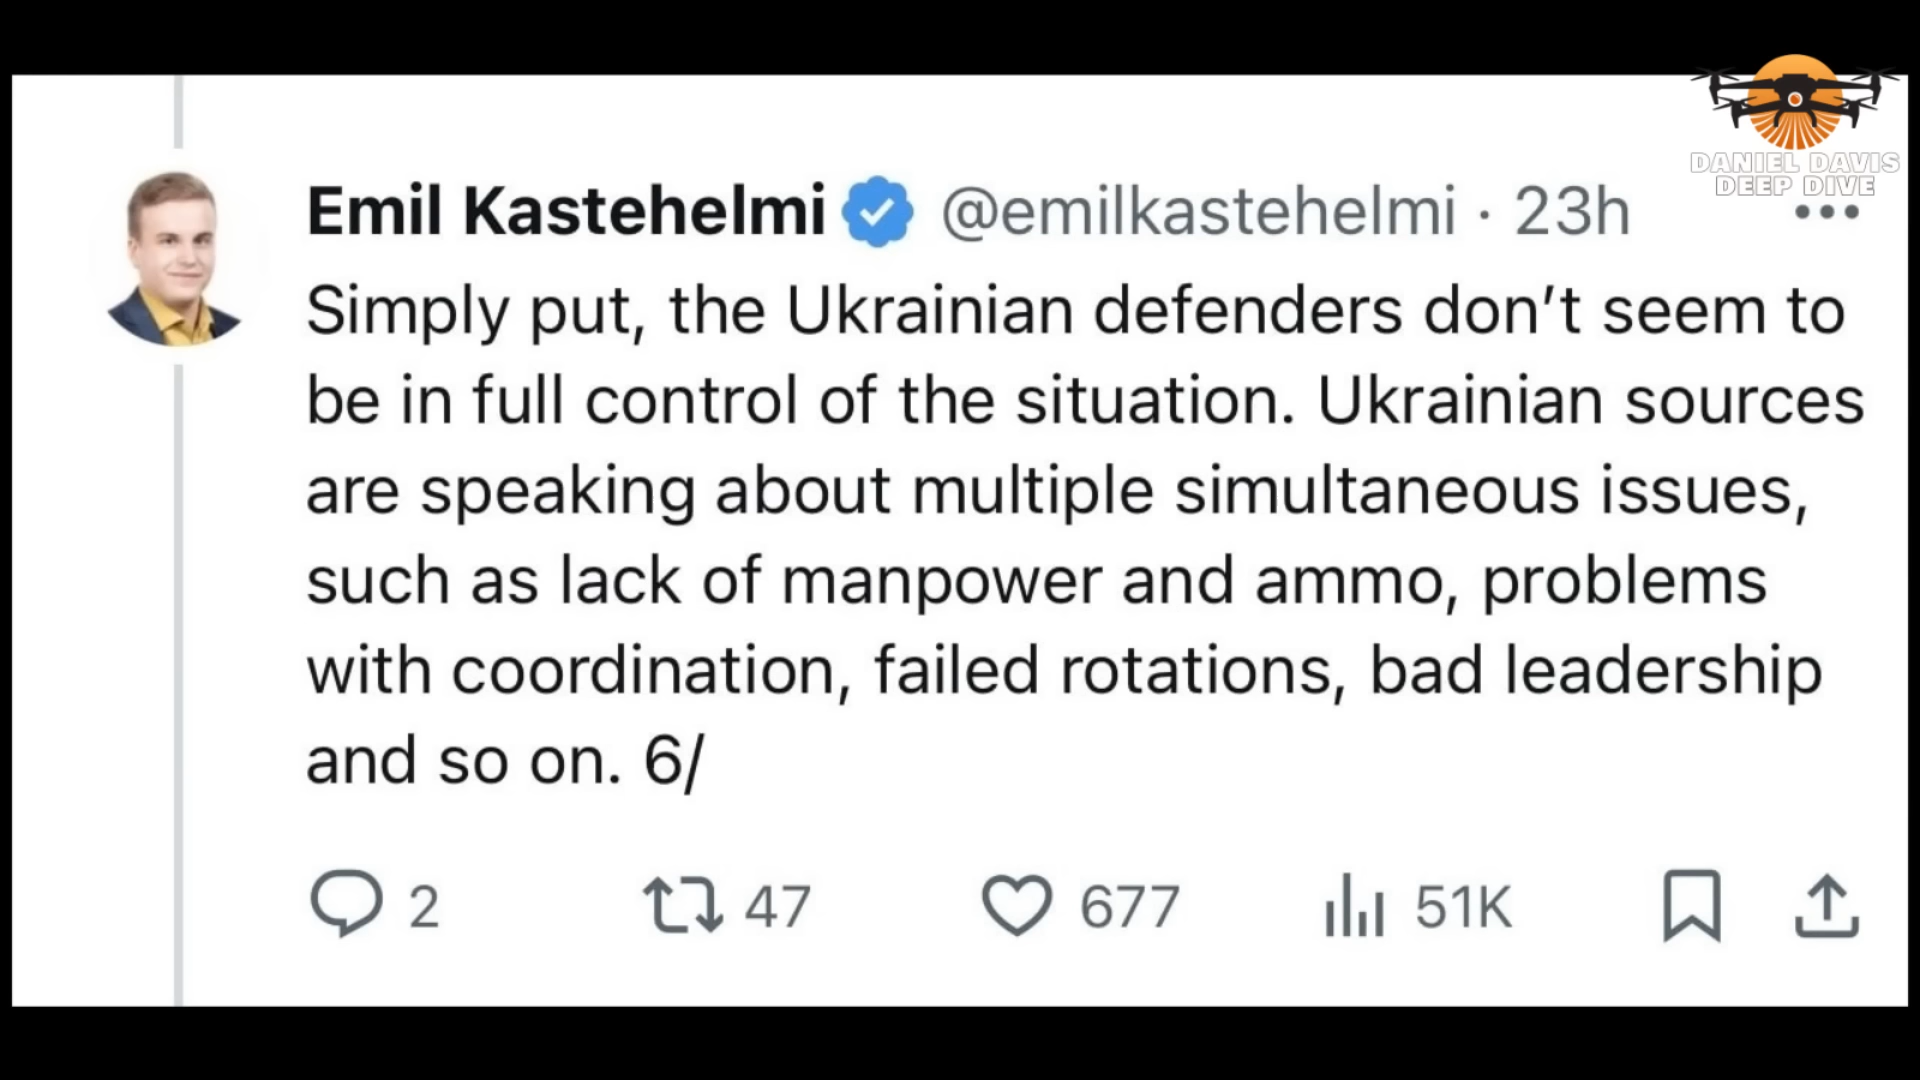 DANIEL DAVIS
DEEP DIVE
Emil Kastehelmi @emilkastehelmi · 23h
Simply put, the Ukrainian defenders don’t seem to
be in full control of the situation. Ukrainian sources
are speaking about multiple simultaneous issues,
such as lack of manpower and ammo, problems
with coordination, failed rotations, bad leadership
and so on. 6/
2 47 677 51K